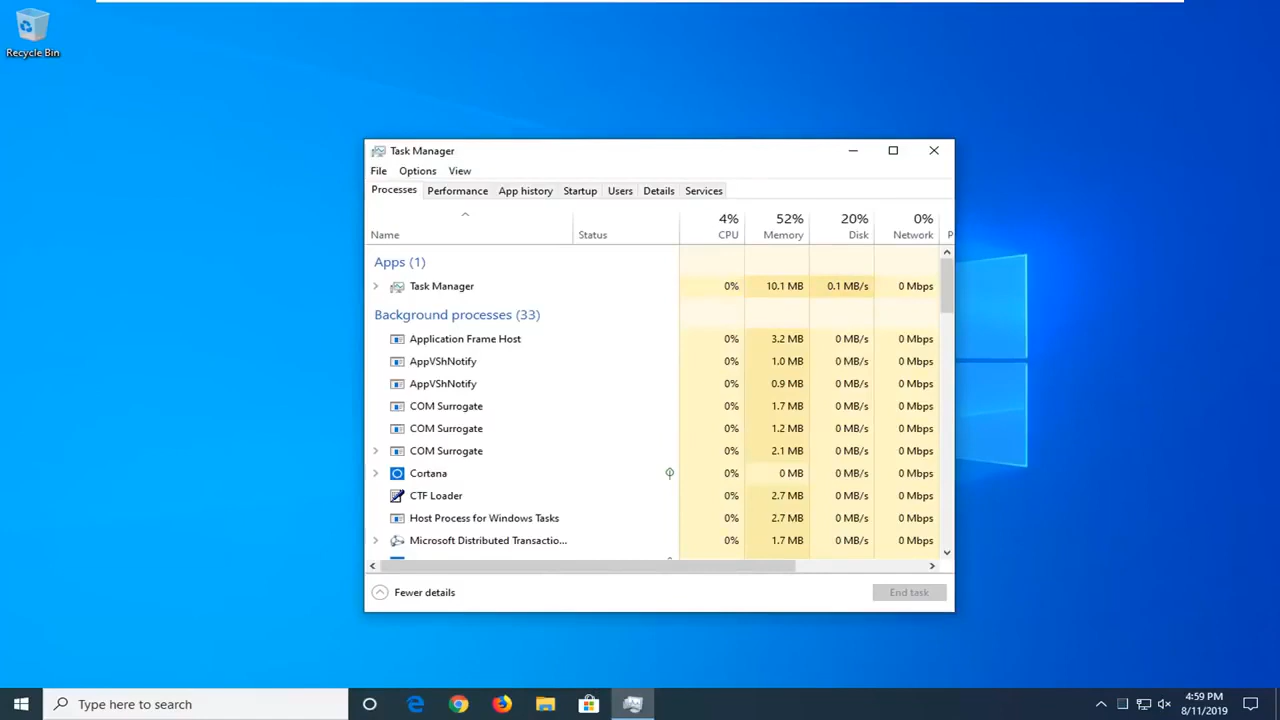 Recycle Bin
Task Manager
File Options View
Processes Performance App history Startup Users Details Services
4% 52% 20% 0%
Name Status CPU Memory Disk Network P
Apps (1)
Task Manager 0% 10.1 MB 0.1 MB/s 0 Mbps
Background processes (33)
Application Frame Host 0% 3.2 MB 0 MB/s 0 Mbps
AppVShNotify 0% 1.0 MB 0 MB/s 0 Mbps
AppVShNotify 0% 0.9 MB 0 MB/s 0 Mbps
COM Surrogate 0% 1.7 MB 0 MB/s 0 Mbps
COM Surrogate 0% 1.2 MB 0 MB/s 0 Mbps
COM Surrogate 0% 2.1 MB 0 MB/s 0 Mbps
Cortana 0% 0 MB 0 MB/s 0 Mbps
CTF Loader 0% 2.7 MB 0 MB/s 0 Mbps
Host Process for Windows Tasks 0% 2.7 MB 0 MB/s 0 Mbps
Microsoft Distributed Transactio... 0% 1.7 MB 0 MB/s 0 Mbps
Fewer details End task
Type here to search
4:59 PM
8/11/2019